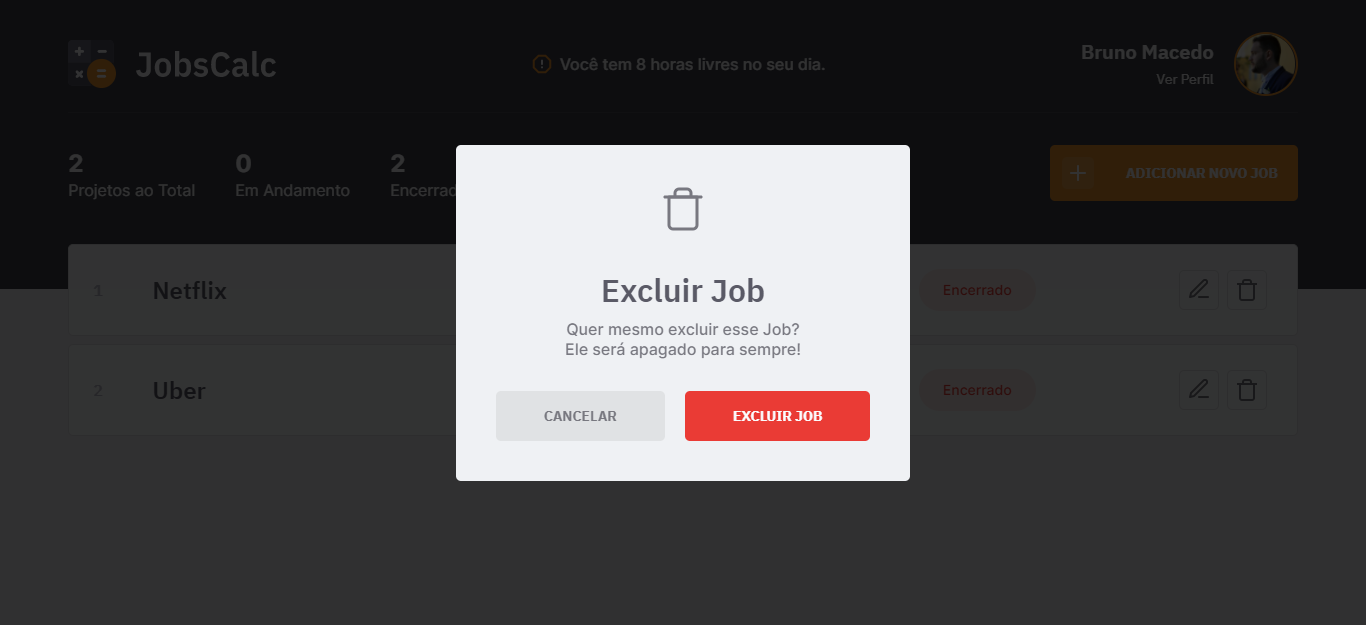 JobsCalc
Você tem 8 horas livres no seu dia.
Bruno Macedo
Ver Perfil
2
Projetos ao Total
0
Em Andamento
2
Encerrad
ADICIONAR NOVO JOB
1
Netflix
Encerrado
2
Uber
Encerrado
Excluir Job
Quer mesmo excluir esse Job?
Ele será apagado para sempre!
CANCELAR
EXCLUIR JOB